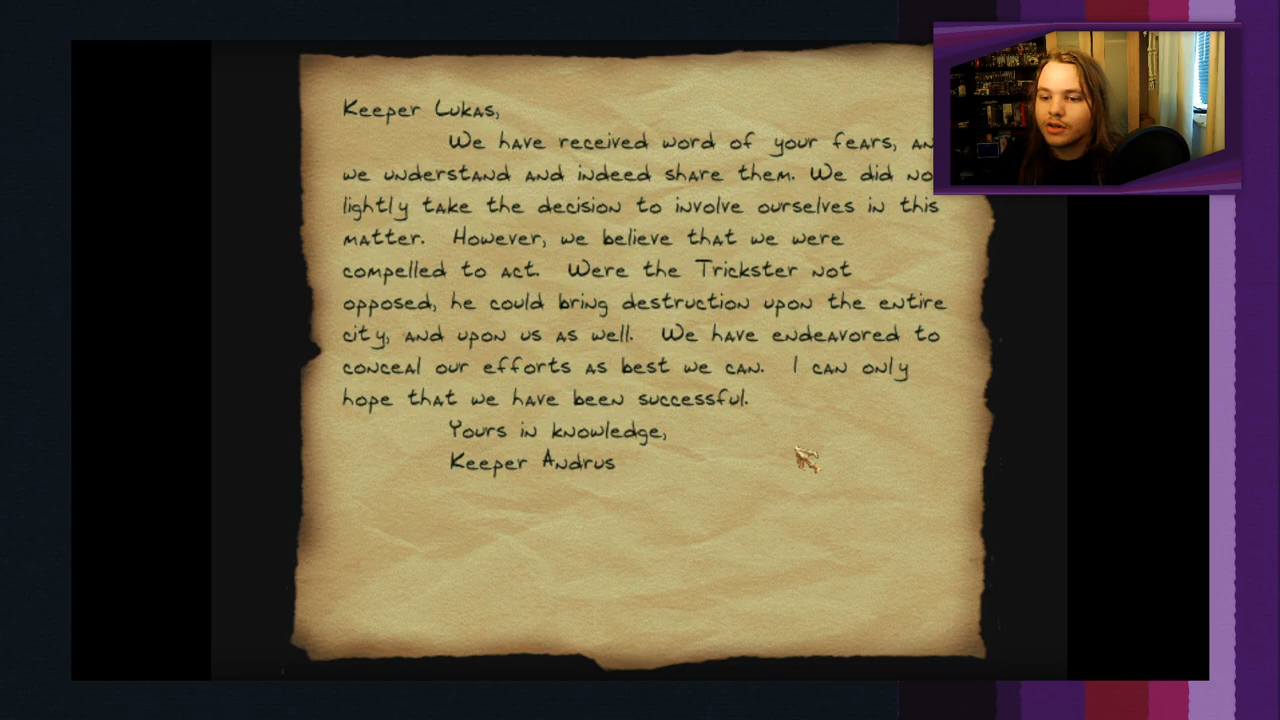 Keeper Lukas,
We have received word of your fears,
we understand and indeed share them. We did
lightly take the decision to involve ourselves in this
matter. However, we believe that we were
compelled to act. Were the Trickster not
opposed, he could bring destruction upon the entire
city, and upon us as well. We have endeavored to
conceal our efforts as best we can. I can only
hope that we have been successful.
Yours in knowledge,
Keeper Andrus